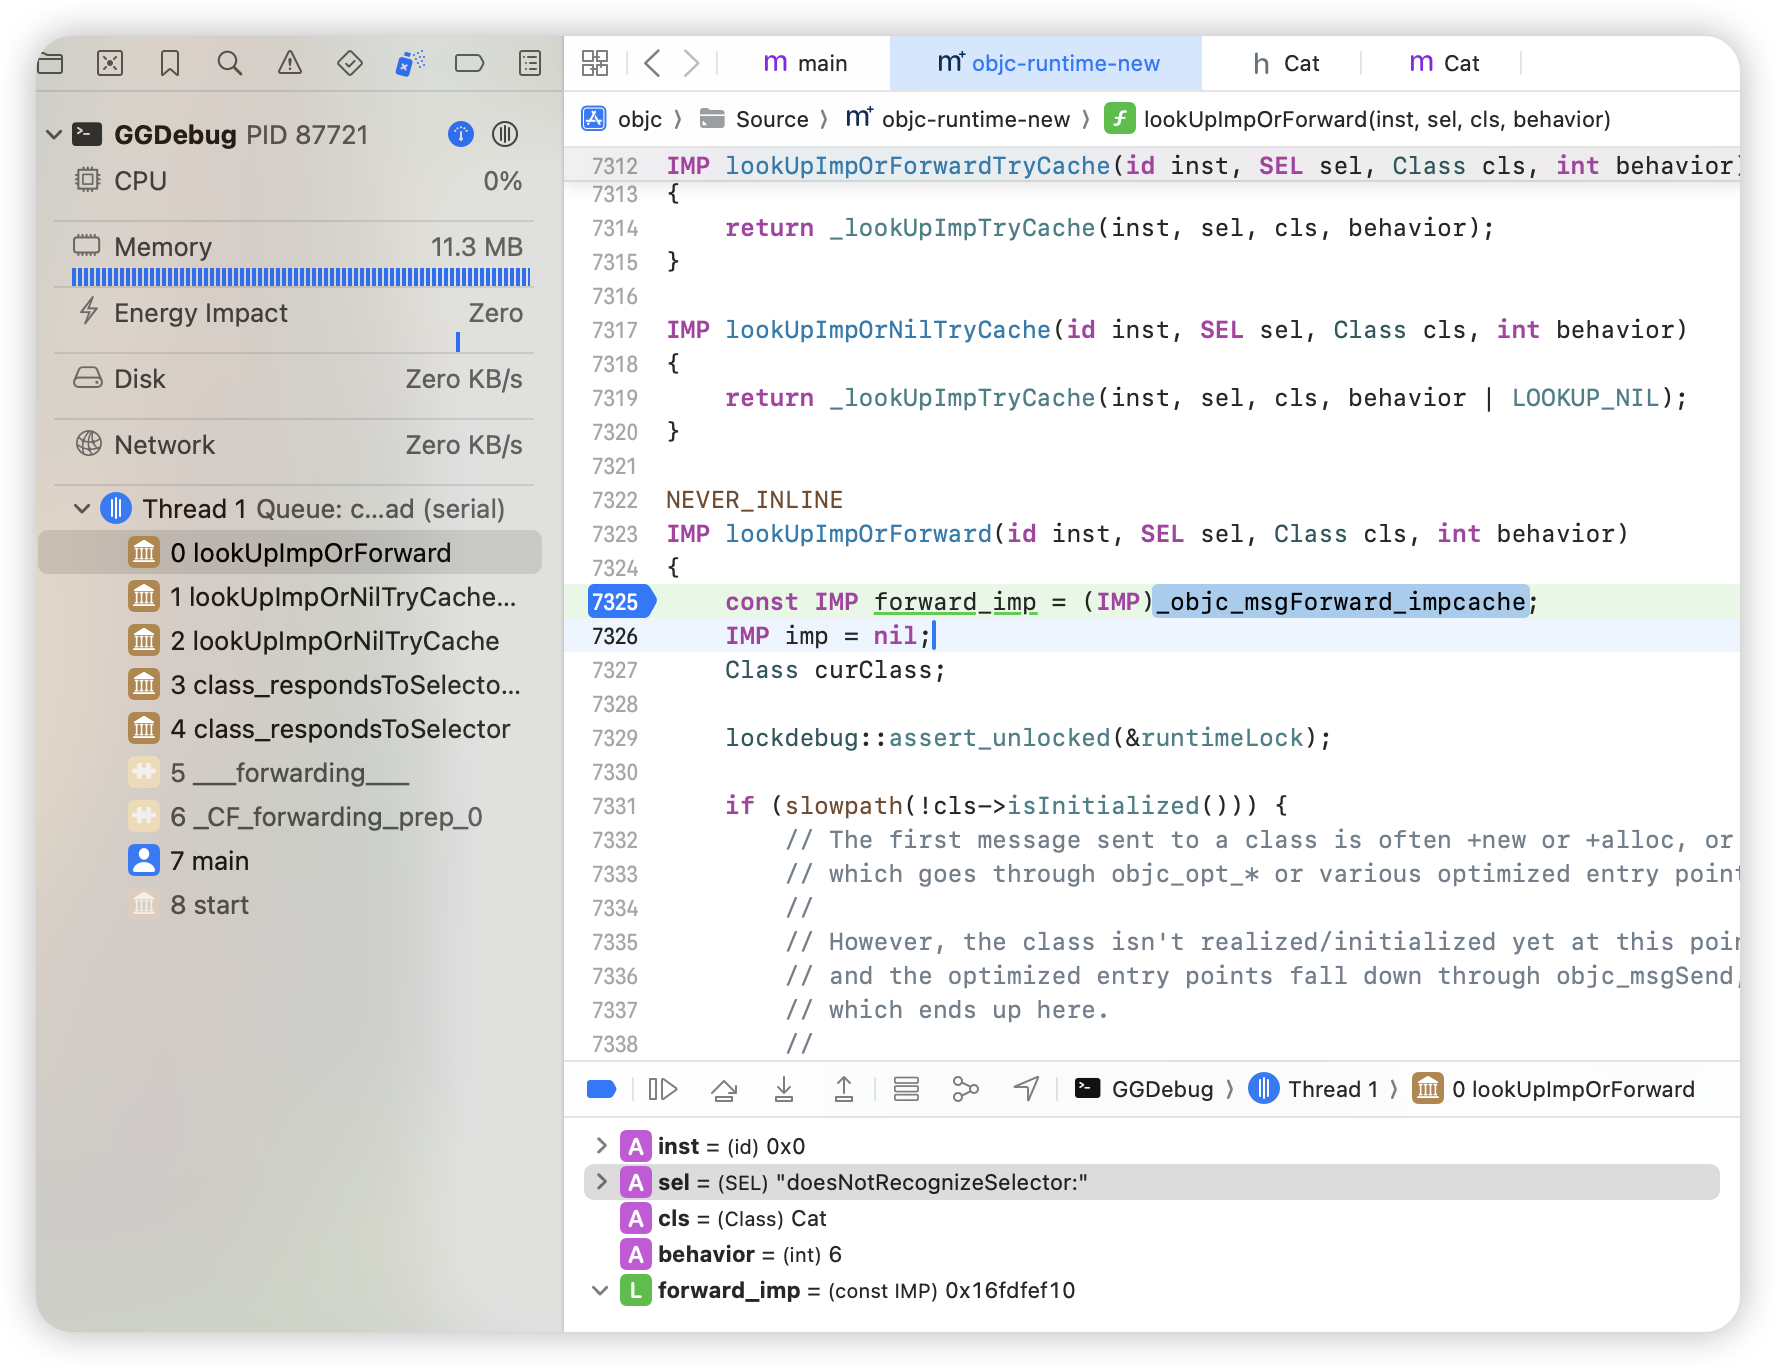 GGDebug PID 87721
CPU 0%
Memory 11.3 MB
Energy Impact Zero
Disk Zero KB/s
Network Zero KB/s
Thread 1 Queue: c...ad (serial)
0 lookUpImpOrForward
1 lookUpImpOrNilTryCache...
2 lookUpImpOrNilTryCache
3 class_respondsToSelecto...
4 class_respondsToSelector
5 ___forwarding___
6 _CF_forwarding_prep_0
7 main
8 start
m main
m+ objc-runtime-new
h Cat
m Cat
objc 〉 Source 〉 m+ objc-runtime-new 〉 f lookUpImpOrForward(inst, sel, cls, behavior)
7312 IMP lookUpImpOrForwardTryCache(id inst, SEL sel, Class cls, int behavior)
7313 {
7314     return _lookUpImpTryCache(inst, sel, cls, behavior);
7315 }
7316
7317 IMP lookUpImpOrNilTryCache(id inst, SEL sel, Class cls, int behavior)
7318 {
7319     return _lookUpImpTryCache(inst, sel, cls, behavior | LOOKUP_NIL);
7320 }
7321
7322 NEVER_INLINE
7323 IMP lookUpImpOrForward(id inst, SEL sel, Class cls, int behavior)
7324 {
7325     const IMP forward_imp = (IMP)_objc_msgForward_impcache;
7326     IMP imp = nil;
7327     Class curClass;
7328
7329     lockdebug::assert_unlocked(&runtimeLock);
7330
7331     if (slowpath(!cls->isInitialized())) {
7332         // The first message sent to a class is often +new or +alloc, or
7333         // which goes through objc_opt_* or various optimized entry poin
7334         //
7335         // However, the class isn't realized/initialized yet at this poi
7336         // and the optimized entry points fall down through objc_msgSend,
7337         // which ends up here.
7338         //
GGDebug 〉 Thread 1 〉 0 lookUpImpOrForward
A inst = (id) 0x0
A sel = (SEL) "doesNotRecognizeSelector:"
A cls = (Class) Cat
A behavior = (int) 6
L forward_imp = (const IMP) 0x16fdfef10